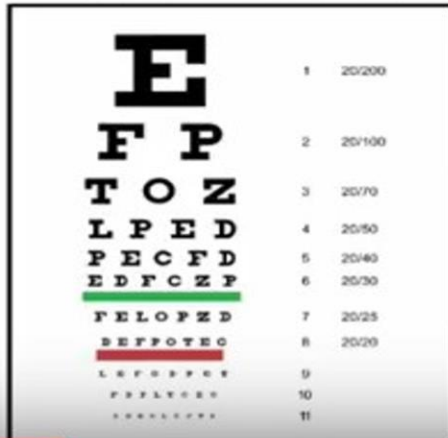 E 1 20/200
F P 2 20/100
T O Z 3 20/70
L P E D 4 20/50
P E C F D 5 20/40
E D F C Z P 6 20/30
F E L O P Z D 7 20/25
D E F P O T E C 8 20/20
9
10
11